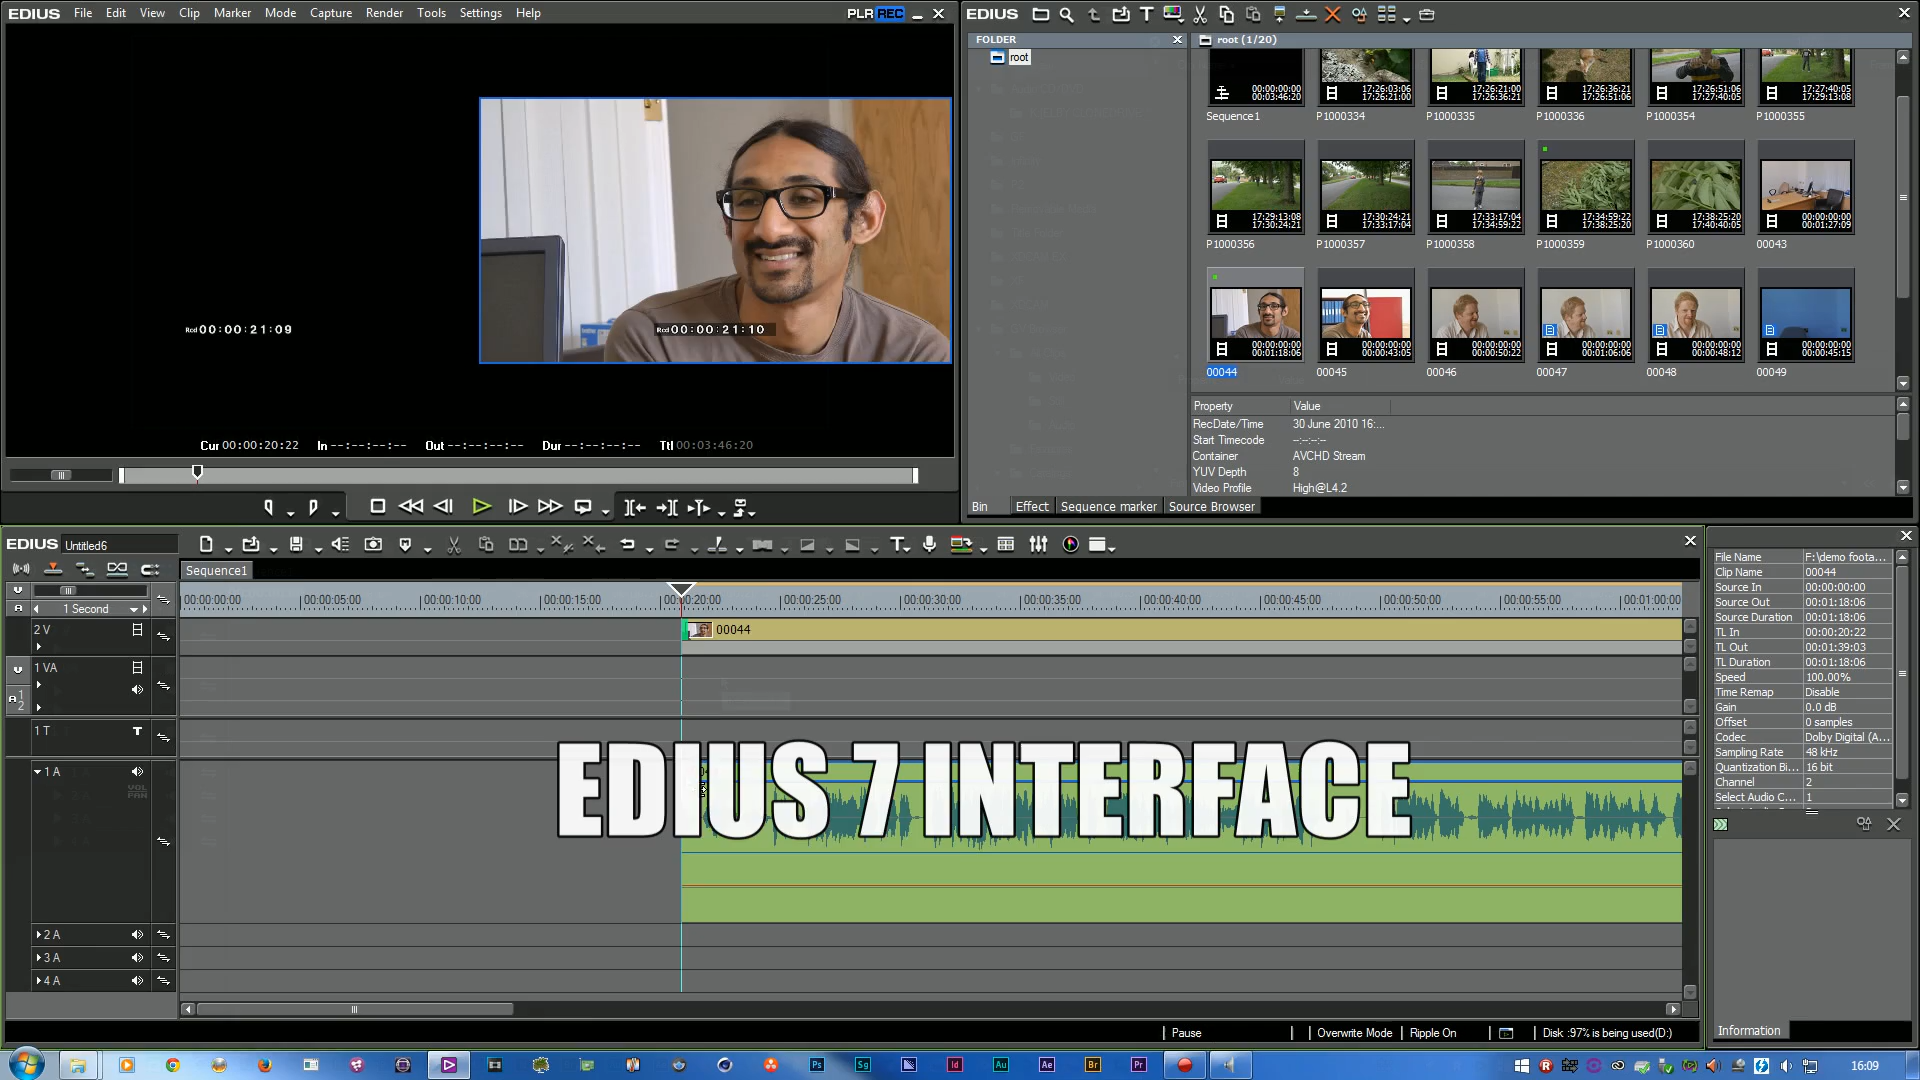 EDIUS File Edit View Clip Marker Mode Capture Render Tools Settings Help PLR REC
Rcd 00:00:21:09
Rcd 00:00:21:10
Cur 00:00:20:22 In --:--:--:-- Out --:--:--:-- Dur --:--:--:-- Ttl 00:03:46:20
EDIUS
FOLDER
root
root (1/20)
00:00:00:00
00:03:46:20
17:26:03:06
17:26:21:00
17:26:21:00
17:26:36:21
17:26:36:21
17:26:51:06
17:26:51:06
17:27:40:05
17:27:40:05
17:29:13:08
Sequence1 P1000334 P1000335 P1000336 P1000354 P1000355
17:29:13:08
17:30:24:21
17:30:24:21
17:33:17:04
17:33:17:04
17:34:59:22
17:34:59:22
17:38:25:20
17:38:25:20
17:40:40:05
00:00:00:00
00:01:27:09
P1000356 P1000357 P1000358 P1000359 P1000360 00043
00:00:00:00
00:01:18:06
00:00:00:00
00:00:43:05
00:00:00:00
00:00:50:22
00:00:00:00
00:01:06:06
00:00:00:00
00:00:48:12
00:00:00:00
00:00:45:15
00044 00045 00046 00047 00048 00049
Property Value
RecDate/Time 30 June 2010 16:...
Start Timecode --:--:--:--
Container AVCHD Stream
YUV Depth 8
Video Profile High@L4.2
Bin Effect Sequence marker Source Browser
EDIUS Untitled6
Sequence1
1 Second
00:00:00:00 00:00:05:00 00:00:10:00 00:00:15:00 00:00:20:00 00:00:25:00 00:00:30:00 00:00:35:00 00:00:40:00 00:00:45:00 00:00:50:00 00:00:55:00 00:01:00:00
2 V
00044
1 VA
A 1 2
1 T
1 A
VOL
PAN
2 A
3 A
4 A
EDIUS 7 INTERFACE
File Name F:\demo foota...
Clip Name 00044
Source In 00:00:00:00
Source Out 00:01:18:06
Source Duration 00:01:18:06
TL In 00:00:20:22
TL Out 00:01:39:03
TL Duration 00:01:18:06
Speed 100.00%
Time Remap Disable
Gain 0.0 dB
Offset 0 samples
Codec Dolby Digital (A...
Sampling Rate 48 kHz
Quantization Bi... 16 bit
Channel 2
Select Audio C... 1
Information
Pause Overwrite Mode Ripple On Disk :97% is being used(D:)
Ps Sg Id Au Ae Br Pr
16:09